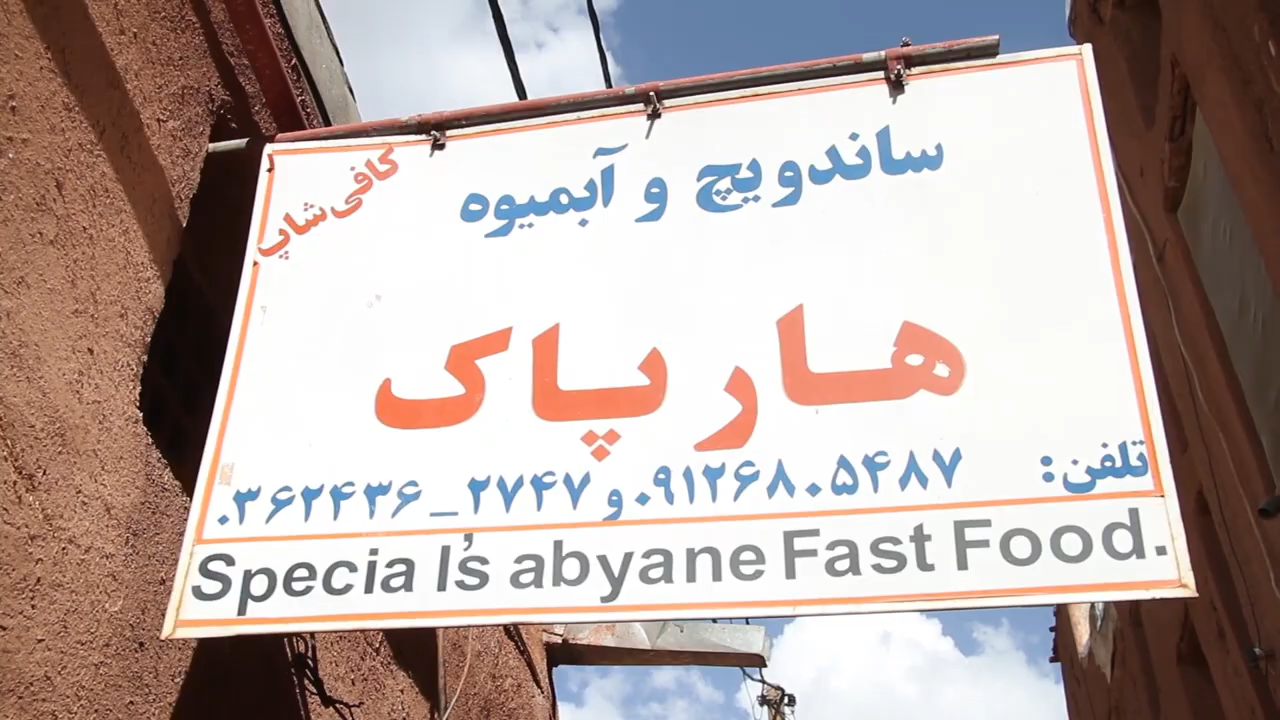 ساندویچ و آبمیوه
کافی شاپ
هارپاک
تلفن: ۰۹۱۲۶۸۰۵۴۸۷ و ۲۷۴۷_۰۳۶۲۴۳۶
Specia l's abyane Fast Food.